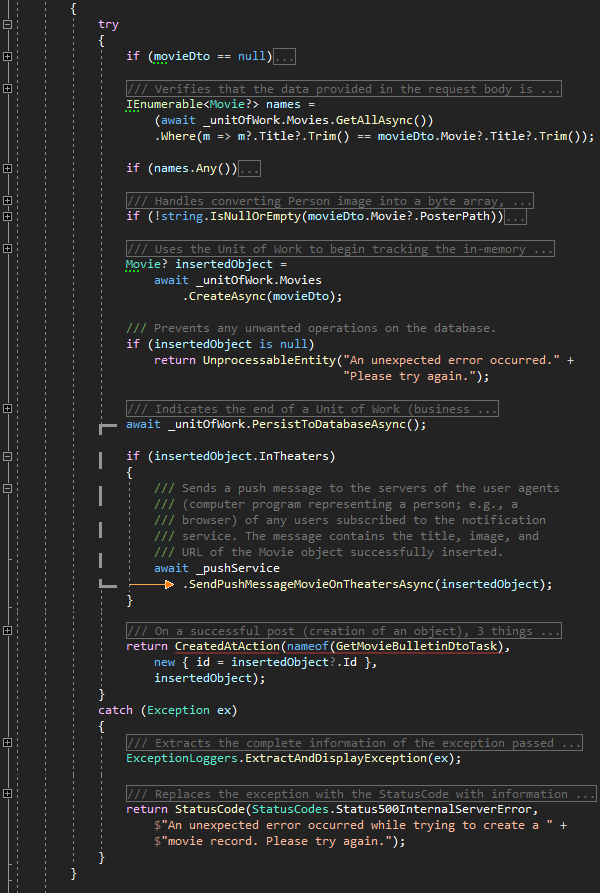 {
try
{
if (movieDto == null)...
/// Verifies that the data provided in the request body is ...
IEnumerable<Movie?> names =
(await _unitOfWork.Movies.GetAllAsync())
.Where(m => m?.Title?.Trim() == movieDto.Movie?.Title?.Trim());
if (names.Any())...
/// Handles converting Person image into a byte array, ...
if (!string.IsNullOrEmpty(movieDto.Movie?.PosterPath))...
/// Uses the Unit of Work to begin tracking the in-memory ...
Movie? insertedObject =
await _unitOfWork.Movies
.CreateAsync(movieDto);
/// Prevents any unwanted operations on the database.
if (insertedObject is null)
return UnprocessableEntity("An unexpected error occurred." +
"Please try again.");
/// Indicates the end of a Unit of Work (business ...
await _unitOfWork.PersistToDatabaseAsync();
if (insertedObject.InTheaters)
{
/// Sends a push message to the servers of the user agents
/// (computer program representing a person; e.g., a
/// browser) of any users subscribed to the notification
/// service. The message contains the title, image, and
/// URL of the Movie object successfully inserted.
await _pushService
.SendPushMessageMovieOnTheatersAsync(insertedObject);
}
/// On a successful post (creation of an object), 3 things ...
return CreatedAtAction(nameof(GetMovieBulletinDtoTask),
new { id = insertedObject?.Id },
insertedObject);
}
catch (Exception ex)
{
/// Extracts the complete information of the exception passed ...
ExceptionLoggers.ExtractAndDisplayException(ex);
/// Replaces the exception with the StatusCode with information ...
return StatusCode(StatusCodes.Status500InternalServerError,
$"An unexpected error occurred while trying to create a " +
$"movie record. Please try again.");
}
}